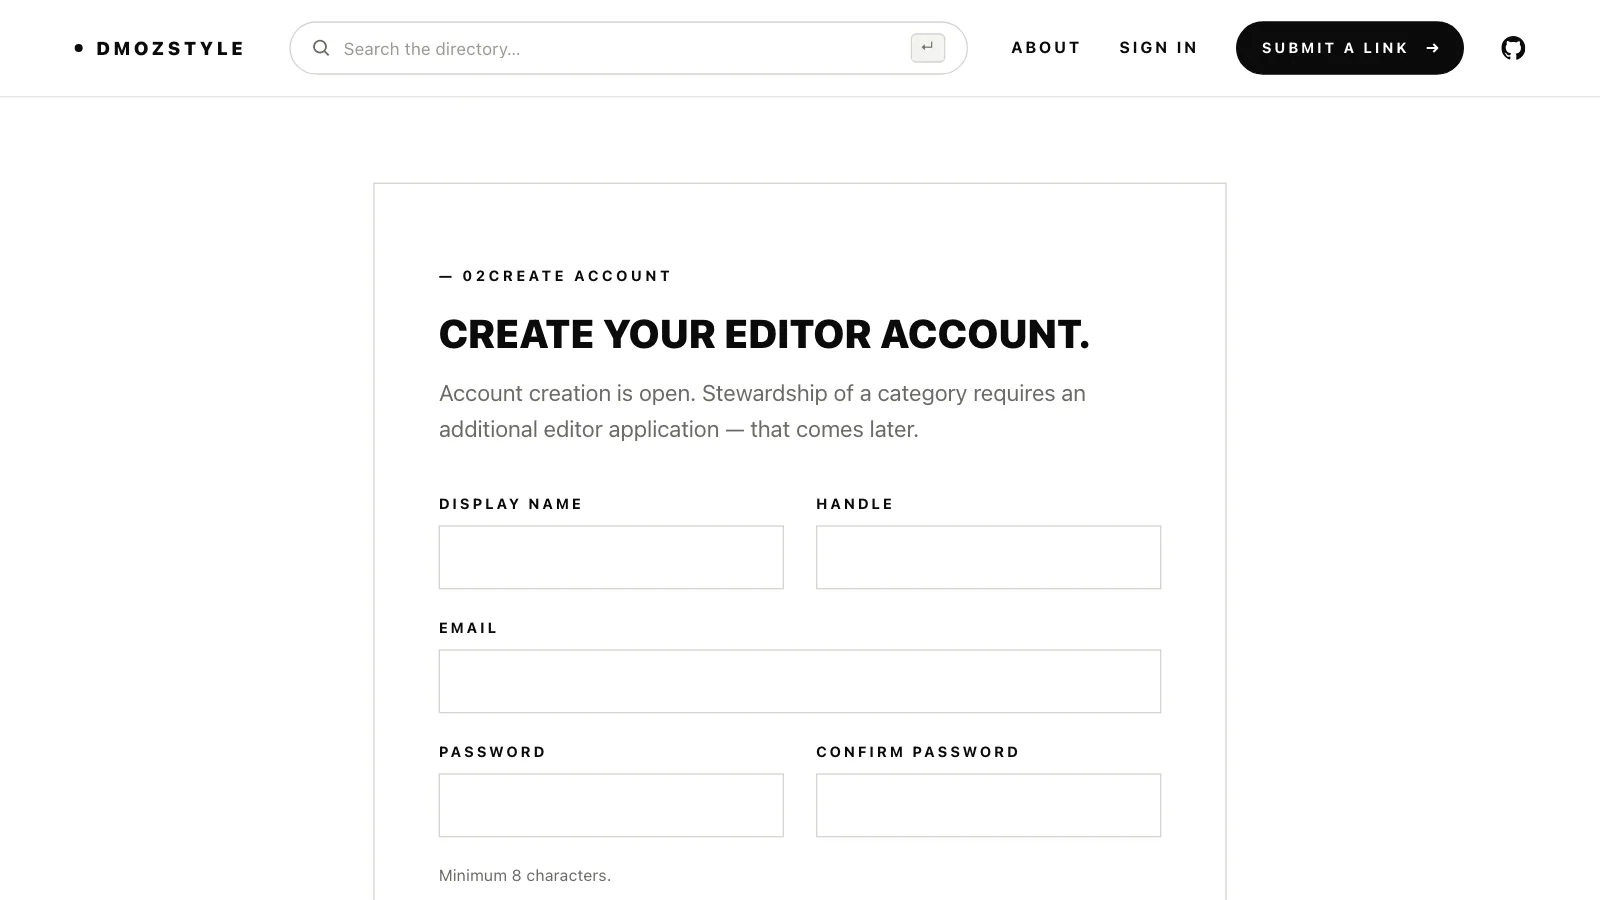 DMOZSTYLE
Search the directory...
ABOUT
SIGN IN
SUBMIT A LINK →
— 02CREATE ACCOUNT
CREATE YOUR EDITOR ACCOUNT.
Account creation is open. Stewardship of a category requires an
additional editor application — that comes later.
DISPLAY NAME
HANDLE
EMAIL
PASSWORD
CONFIRM PASSWORD
Minimum 8 characters.